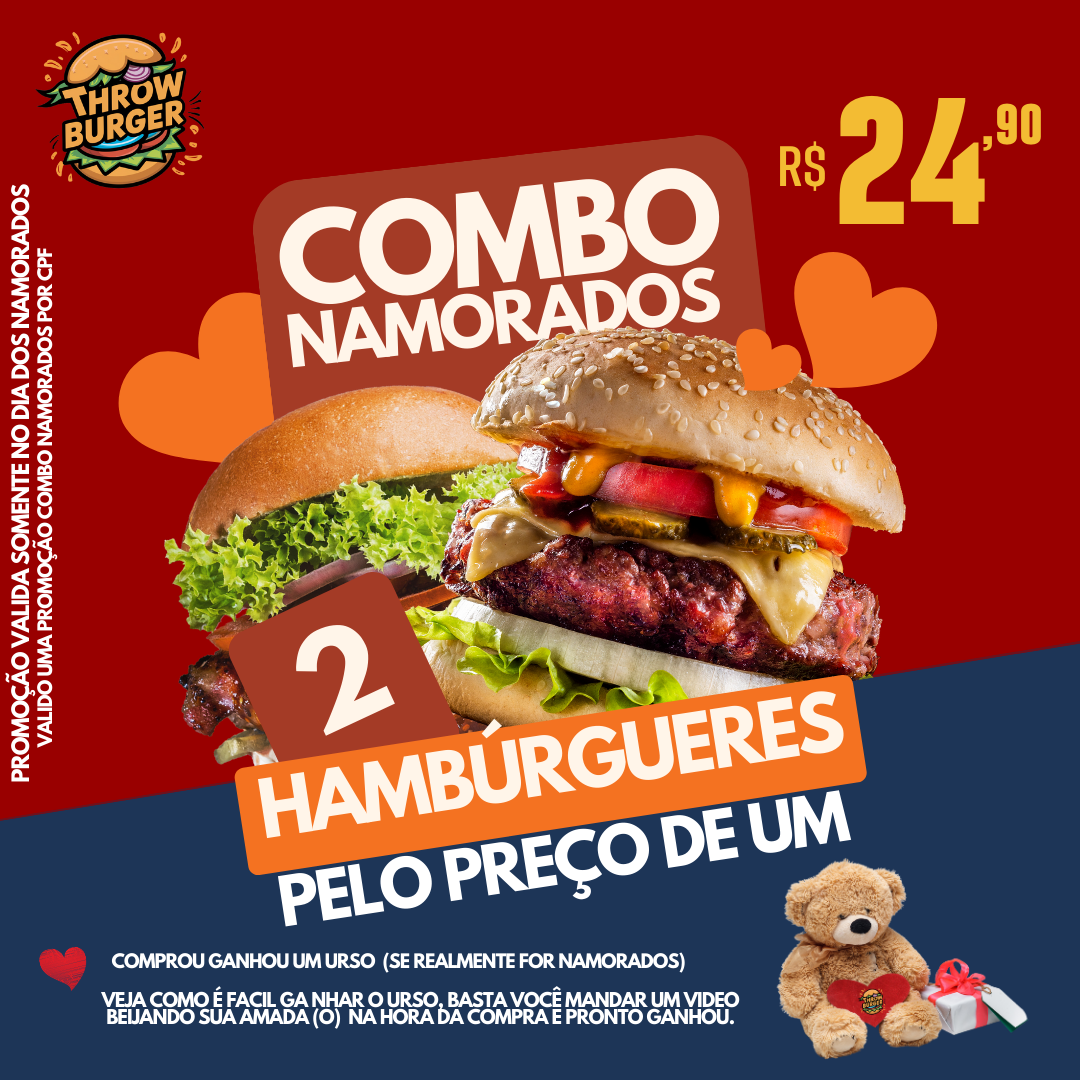 THROW
BURGER
R$ 24,90
COMBO
NAMORADOS
PROMOÇÃO VALIDA SOMENTE NO DIA DOS NAMORADOS
VALIDO UMA PROMOÇÃO COMBO NAMORADOS POR CPF
2
HAMBÚRGUERES
PELO PREÇO DE UM
COMPROU GANHOU UM URSO (SE REALMENTE FOR NAMORADOS)
VEJA COMO É FACIL GA NHAR O URSO, BASTA VOCÊ MANDAR UM VIDEO
BEIJANDO SUA AMADA (O) NA HORA DA COMPRA E PRONTO GANHOU.
THROW
BURGER